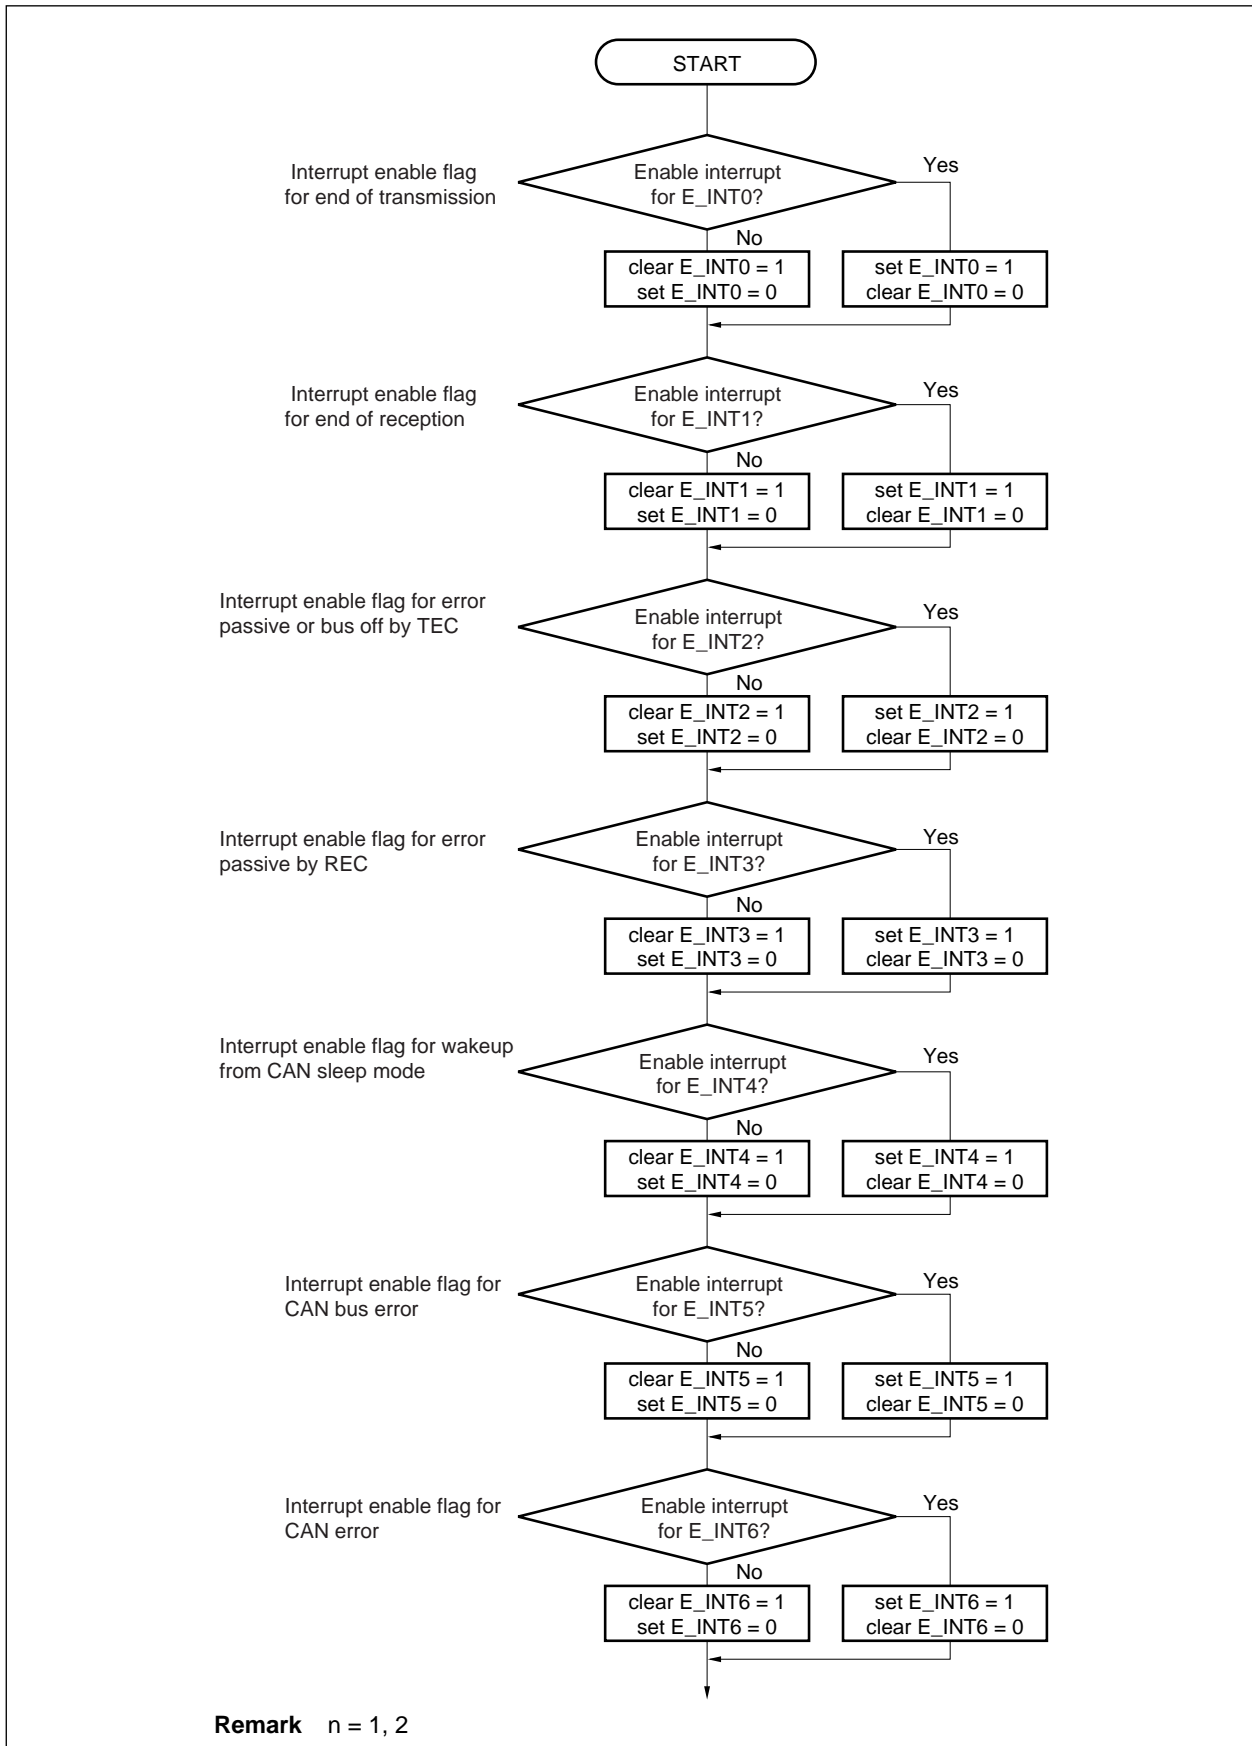 START
Interrupt enable flag
for end of transmission
Enable interrupt
for E_INT0?
Yes
No
clear E_INT0 = 1
set E_INT0 = 0
set E_INT0 = 1
clear E_INT0 = 0
Interrupt enable flag
for end of reception
Enable interrupt
for E_INT1?
Yes
No
clear E_INT1 = 1
set E_INT1 = 0
set E_INT1 = 1
clear E_INT1 = 0
Interrupt enable flag for error
passive or bus off by TEC
Enable interrupt
for E_INT2?
Yes
No
clear E_INT2 = 1
set E_INT2 = 0
set E_INT2 = 1
clear E_INT2 = 0
Interrupt enable flag for error
passive by REC
Enable interrupt
for E_INT3?
Yes
No
clear E_INT3 = 1
set E_INT3 = 0
set E_INT3 = 1
clear E_INT3 = 0
Interrupt enable flag for wakeup
from CAN sleep mode
Enable interrupt
for E_INT4?
Yes
No
clear E_INT4 = 1
set E_INT4 = 0
set E_INT4 = 1
clear E_INT4 = 0
Interrupt enable flag for
CAN bus error
Enable interrupt
for E_INT5?
Yes
No
clear E_INT5 = 1
set E_INT5 = 0
set E_INT5 = 1
clear E_INT5 = 0
Interrupt enable flag for
CAN error
Enable interrupt
for E_INT6?
Yes
No
clear E_INT6 = 1
set E_INT6 = 0
set E_INT6 = 1
clear E_INT6 = 0
Remark n = 1, 2